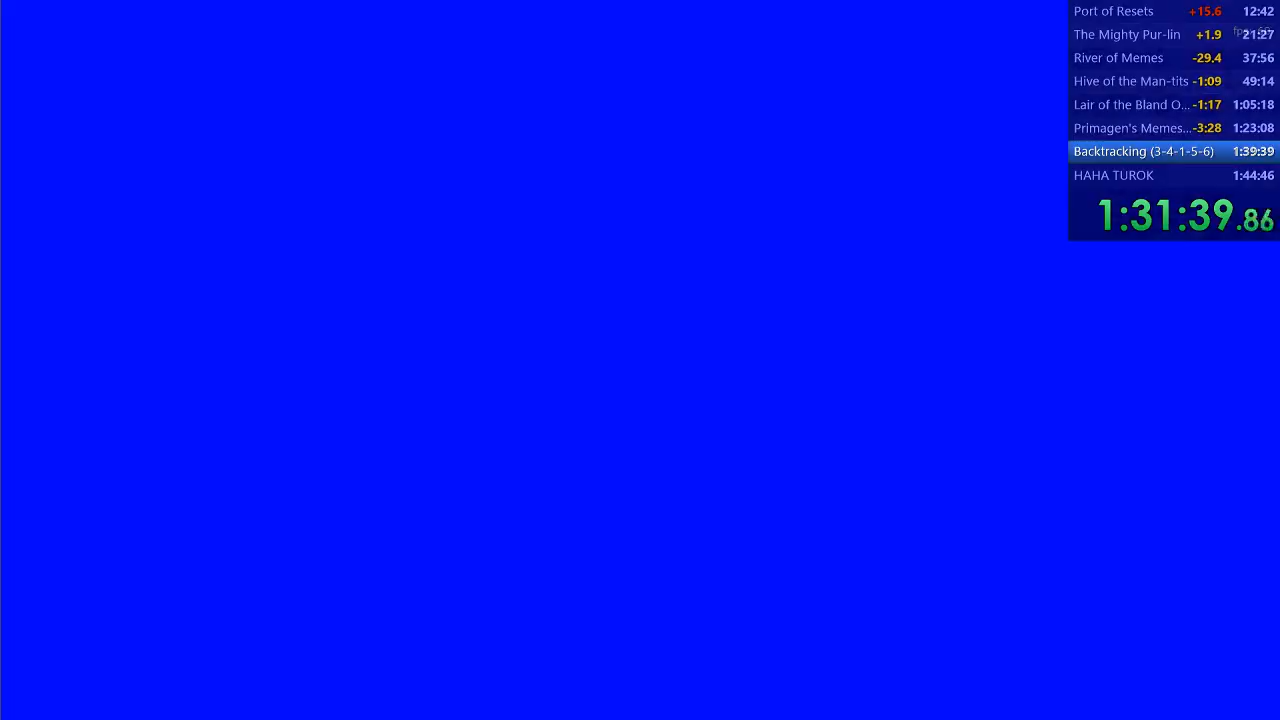 Port of Resets +15.6 12:42
The Mighty Pur-lin +1.9 21:27
River of Memes -29.4 37:56
Hive of the Man-tits -1:09 49:14
Lair of the Bland O... -1:17 1:05:18
Primagen's Memes... -3:28 1:23:08
Backtracking (3-4-1-5-6) 1:39:39
HAHA TUROK 1:44:46
1:31:39.86